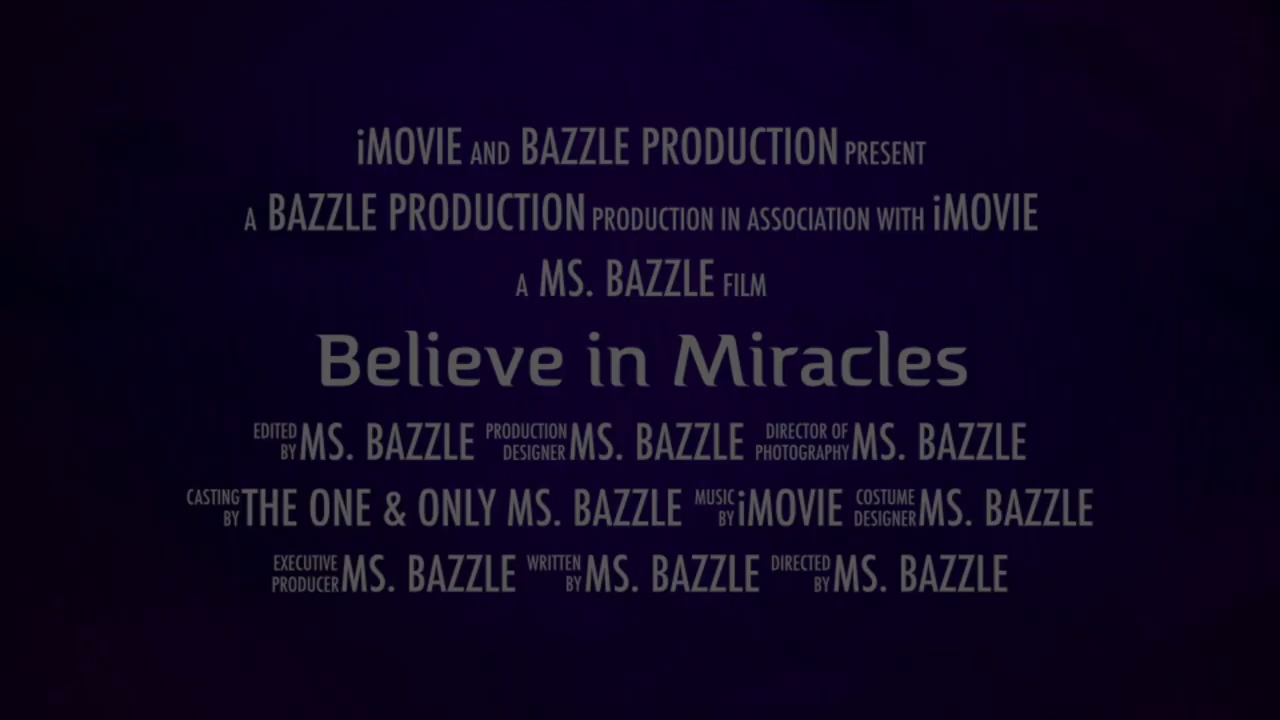 iMOVIE AND BAZZLE PRODUCTION PRESENT
A BAZZLE PRODUCTION PRODUCTION IN ASSOCIATION WITH iMOVIE
A MS. BAZZLE FILM
Believe in Miracles
EDITED BY MS. BAZZLE PRODUCTION DESIGNER MS. BAZZLE DIRECTOR OF PHOTOGRAPHY MS. BAZZLE
CASTING BY THE ONE & ONLY MS. BAZZLE MUSIC BY iMOVIE COSTUME DESIGNER MS. BAZZLE
EXECUTIVE PRODUCER MS. BAZZLE WRITTEN BY MS. BAZZLE DIRECTED BY MS. BAZZLE